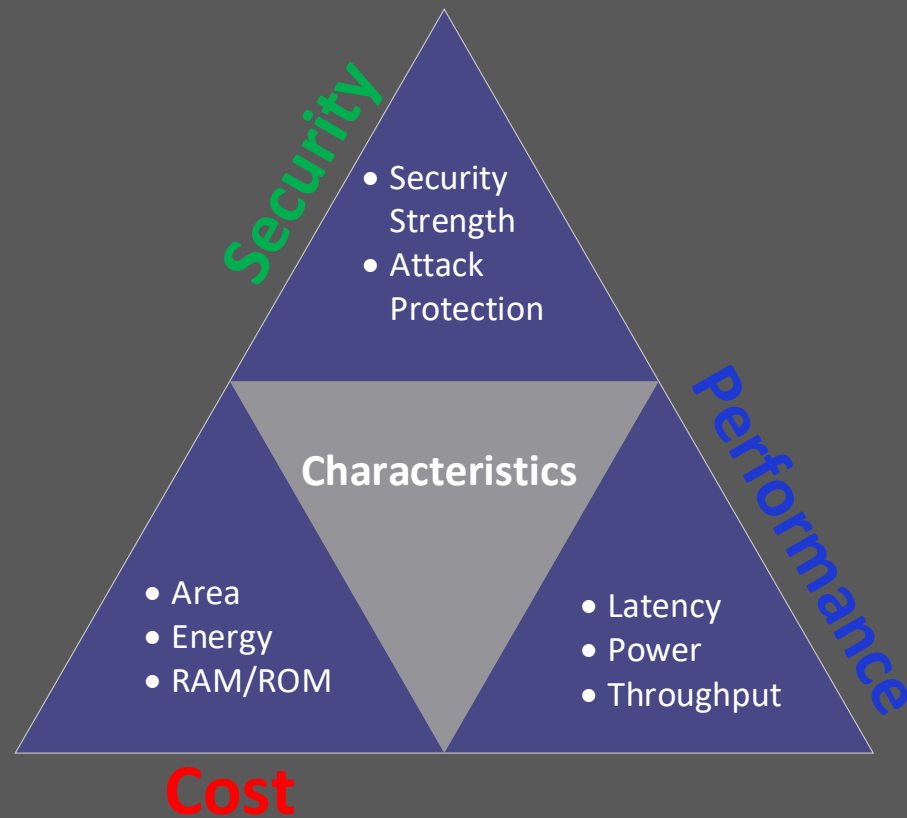 Security
• Security
Strength
• Attack
Protection
Performance
Characteristics
• Area
• Energy
• RAM/ROM
• Latency
• Power
• Throughput
Cost